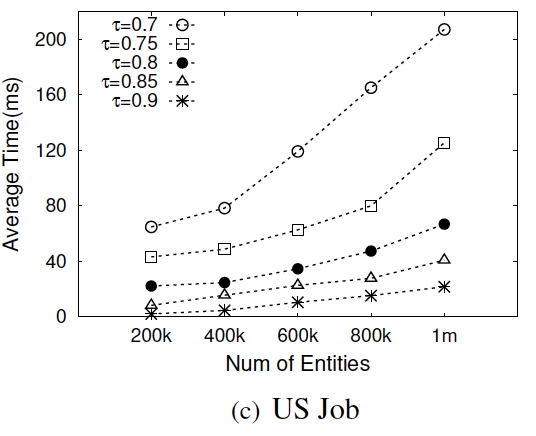 τ=0.7
τ=0.75
τ=0.8
τ=0.85
τ=0.9
200
160
120
80
40
0
Average Time(ms)
200k 400k 600k 800k 1m
Num of Entities
(c) US Job